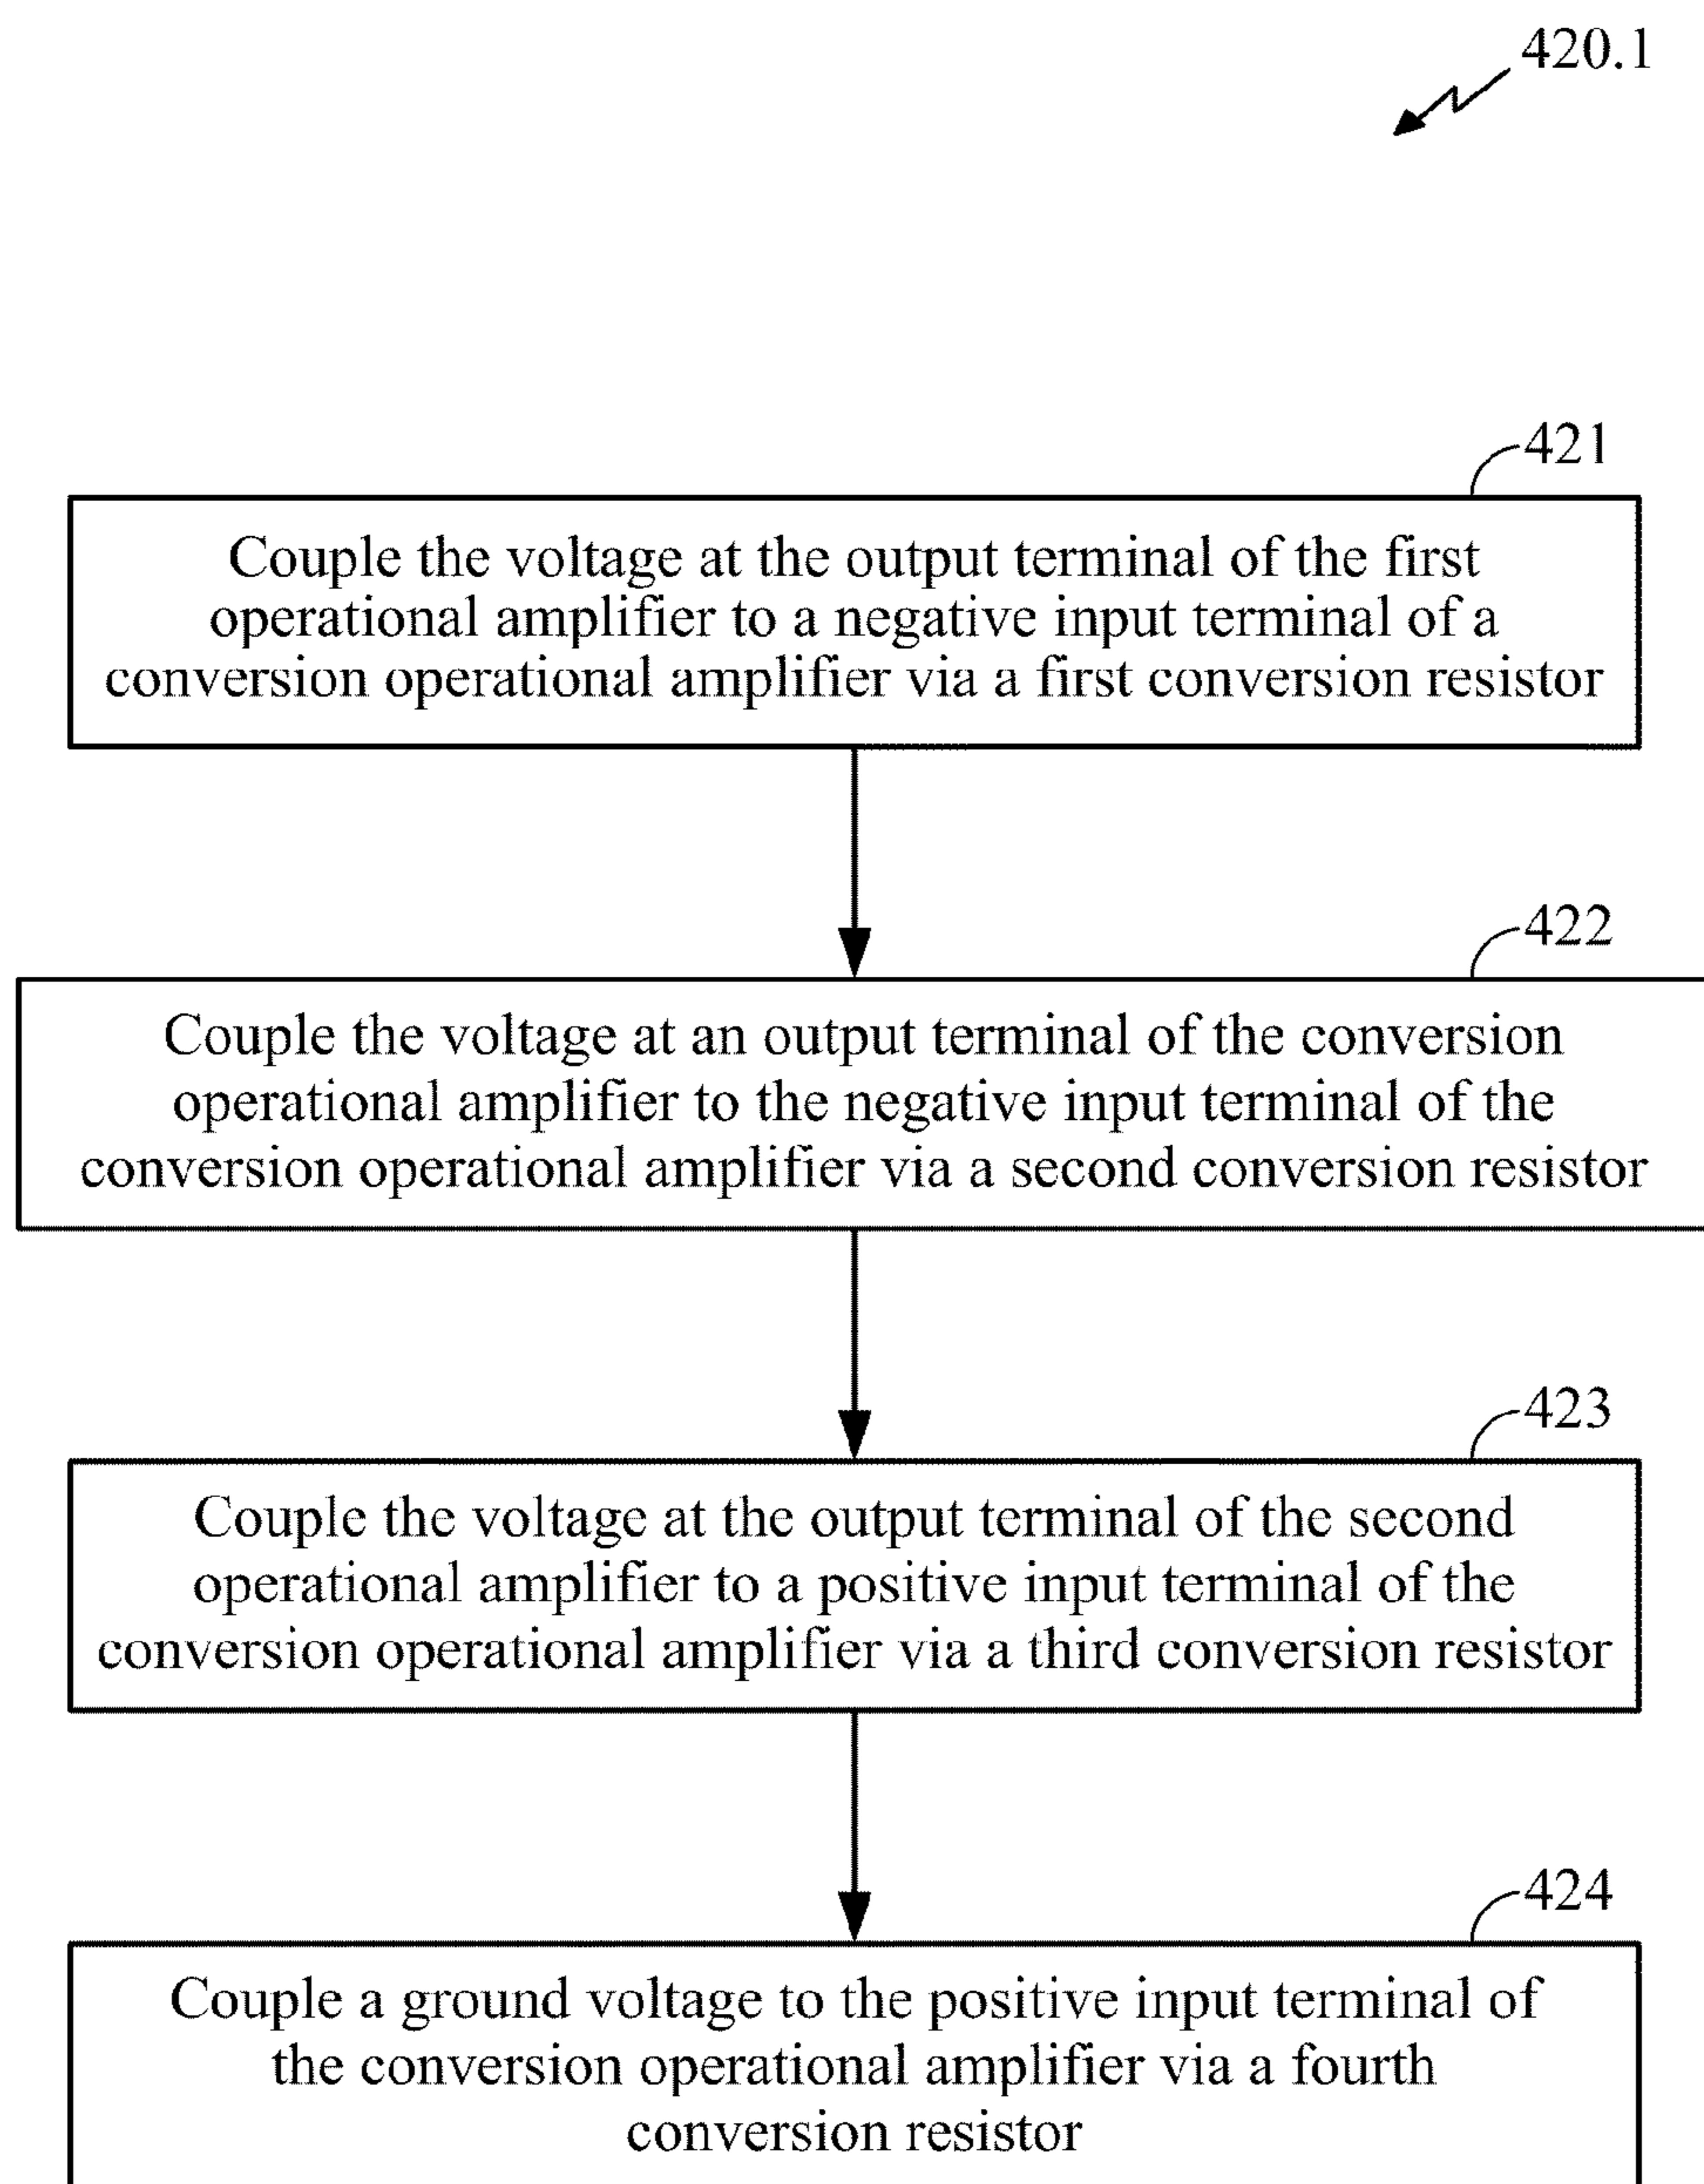 420.1
421
Couple the voltage at the output terminal of the first
operational amplifier to a negative input terminal of a
conversion operational amplifier via a first conversion resistor
422
Couple the voltage at an output terminal of the conversion
operational amplifier to the negative input terminal of the
conversion operational amplifier via a second conversion resistor
423
Couple the voltage at the output terminal of the second
operational amplifier to a positive input terminal of the
conversion operational amplifier via a third conversion resistor
424
Couple a ground voltage to the positive input terminal of
the conversion operational amplifier via a fourth
conversion resistor